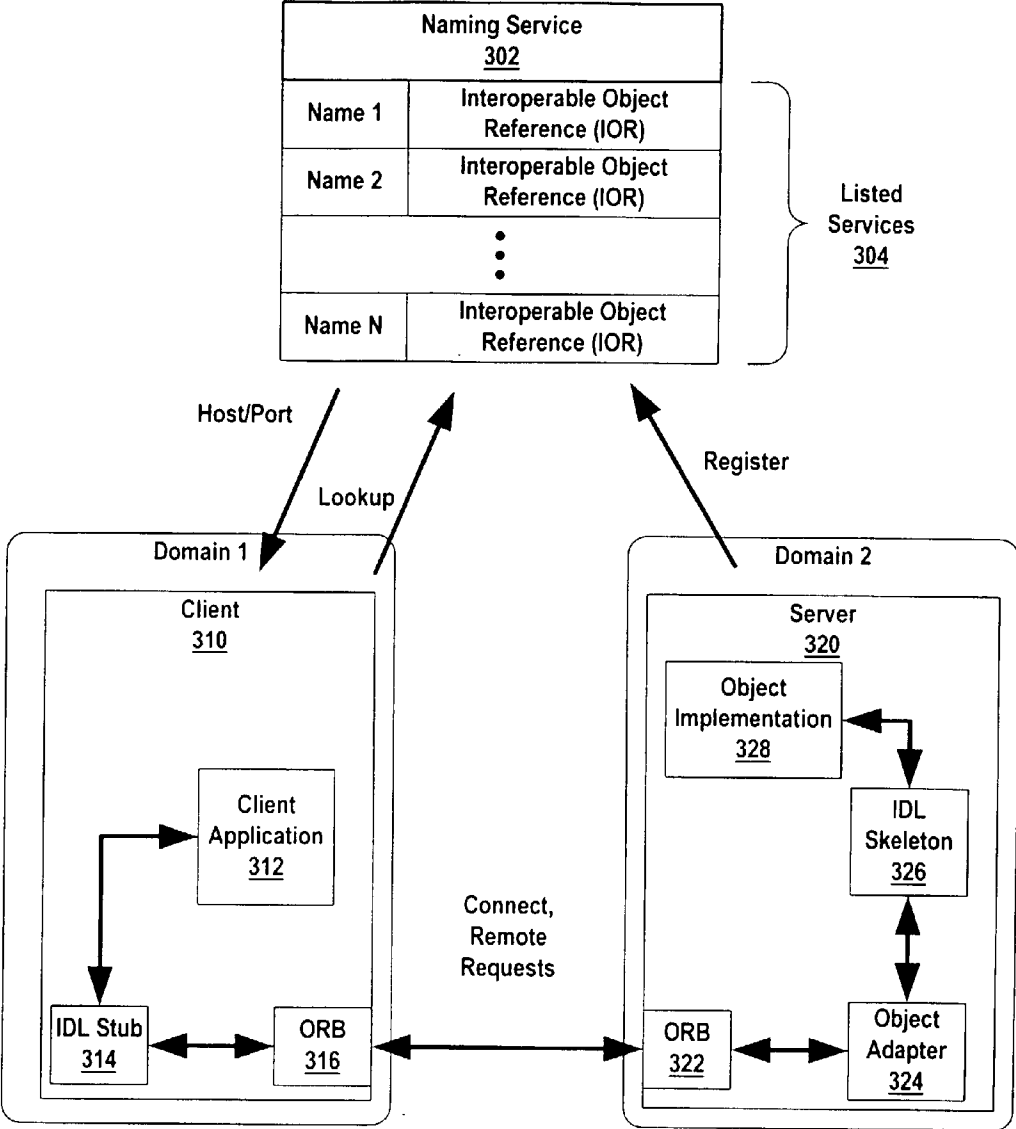 Naming Service
302
Name 1
Interoperable Object
Reference (IOR)
Name 2
Interoperable Object
Reference (IOR)
Name N
Interoperable Object
Reference (IOR)
Listed
Services
304
Host/Port
Lookup
Register
Domain 1
Client
310
Client
Application
312
IDL Stub
314
ORB
316
Connect,
Remote
Requests
Domain 2
Server
320
Object
Implementation
328
IDL
Skeleton
326
ORB
322
Object
Adapter
324